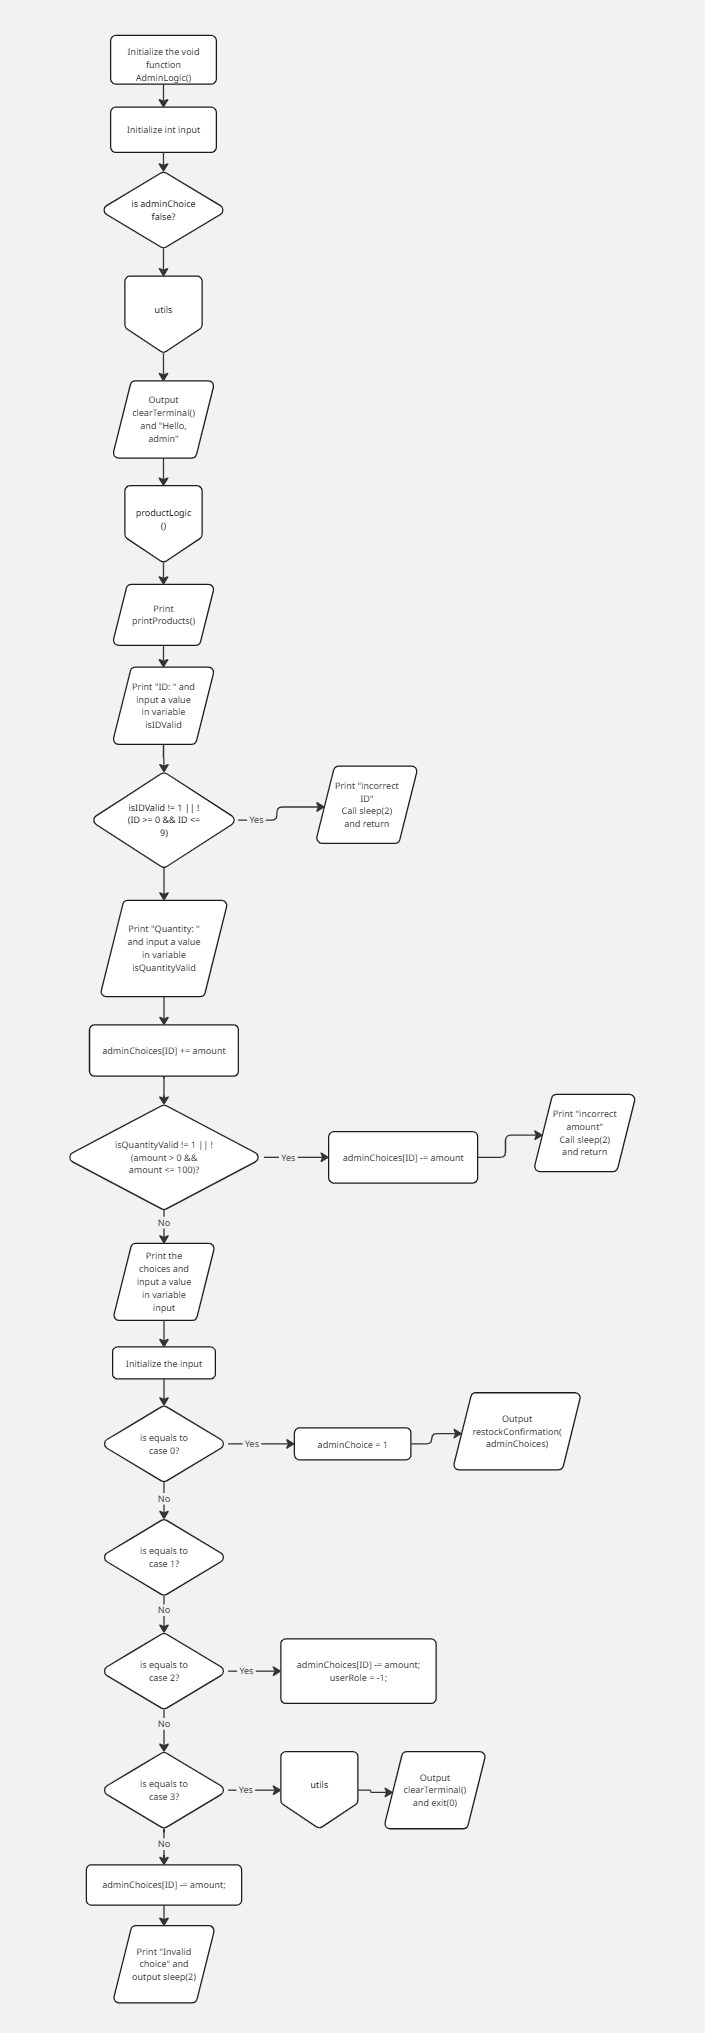 Initialize the void
function
AdminLogic()
Initialize int input
is adminChoice
false?
utils
Output
clearTerminal()
and "Hello,
admin"
productLogic
()
Print
printProducts()
Print "ID: " and
input a value
in variable
isIDValid
isIDValid != 1 || !
(ID >= 0 && ID <=
9)
Yes
Print "incorrect
ID"
Call sleep(2)
and return
Print "Quantity: "
and input a value
in variable
isQuantityValid
adminChoices[ID] += amount
isQuantityValid != 1 || !
(amount > 0 &&
amount <= 100)?
Yes
adminChoices[ID] -= amount
Print "incorrect
amount"
Call sleep(2)
and return
No
Print the
choices and
input a value
in variable
input
Initialize the input
is equals to
case 0?
Yes
adminChoice = 1
Output
restockConfirmation(
adminChoices)
No
is equals to
case 1?
No
is equals to
case 2?
Yes
adminChoices[ID] -= amount;
userRole = -1;
No
is equals to
case 3?
Yes
utils
Output
clearTerminal()
and exit(0)
No
adminChoices[ID] -= amount;
Print "Invalid
choice" and
output sleep(2)